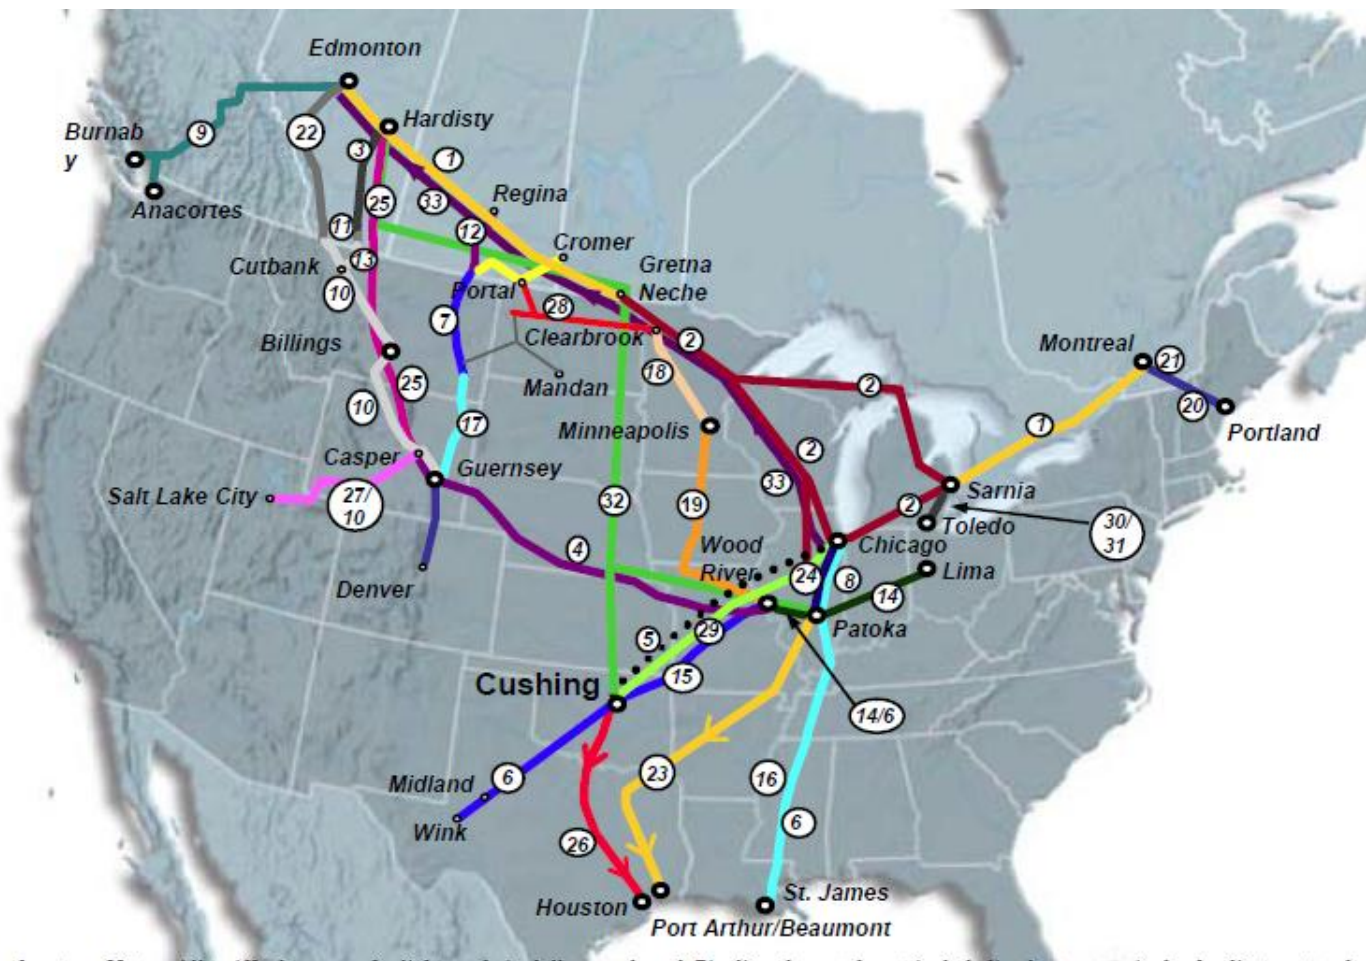 Edmonton
Burnab
y
9
22
Hardisty
3
1
33
25
Regina
Anacortes
11
12
Cromer
13
Cutbank
Gretna
Neche
Portal
10
28
7
Clearbrook
2
Billings
Montreal
21
25
18
Mandan
2
20
10
Portland
17
Minneapolis
1
2
Casper
Guernsey
33
Salt Lake City
27/
10
32
19
2
Sarnia
Toledo
30/
31
4
Wood
River
Chicago
Denver
24
8
Lima
14
5
29
Patoka
Cushing
15
14/6
Midland
6
23
16
Wink
6
26
St. James
Houston
Port Arthur/Beaumont